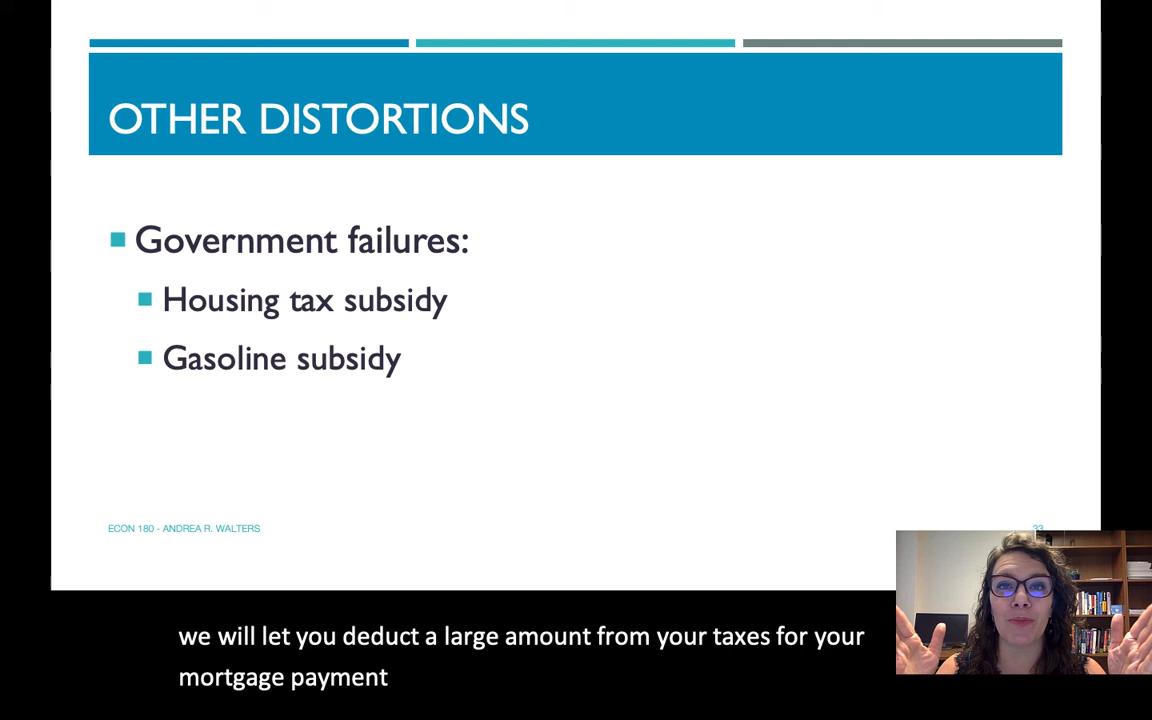 OTHER DISTORTIONS
Government failures:
Housing tax subsidy
Gasoline subsidy
ECON 180 - ANDREA R. WALTERS
33
we will let you deduct a large amount from your taxes for your
mortgage payment